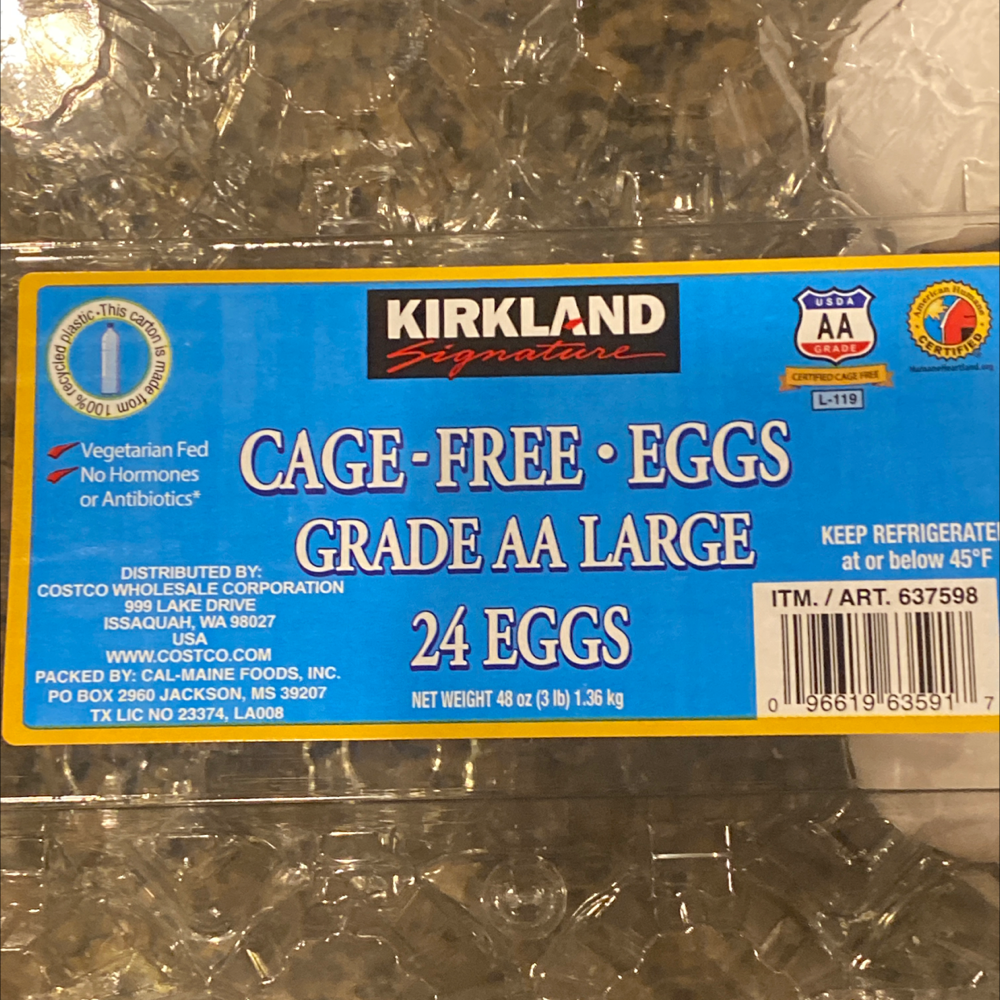 This carton is made from 100% recycled plastic •
KIRKLAND
Signature
USDA
AA
GRADE
CERTIFIED CAGE FREE
L-119
American Humane
CERTIFIED
HumaneHeartland.org
Vegetarian Fed
No Hormones
or Antibiotics*
CAGE-FREE • EGGS
GRADE AA LARGE
24 EGGS
NET WEIGHT 48 oz (3 lb) 1.36 kg
DISTRIBUTED BY:
COSTCO WHOLESALE CORPORATION
999 LAKE DRIVE
ISSAQUAH, WA 98027
USA
WWW.COSTCO.COM
PACKED BY: CAL-MAINE FOODS, INC.
PO BOX 2960 JACKSON, MS 39207
TX LIC NO 23374, LA008
KEEP REFRIGERATE
at or below 45°F
ITM. / ART. 637598
0 96619 63591 7